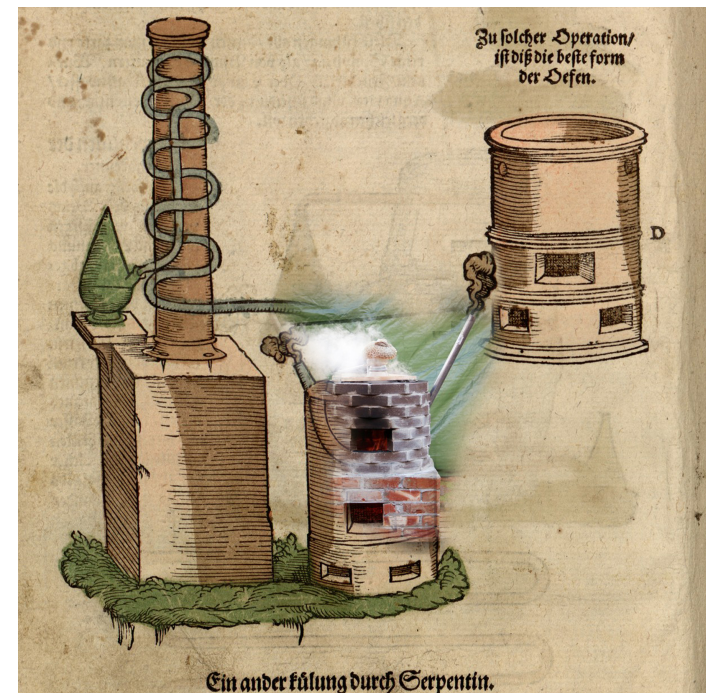 Zu ſolcher Operation/
iſt diß die beſte form
der Oefen.
D
Ein ander külung durch Serpentin.